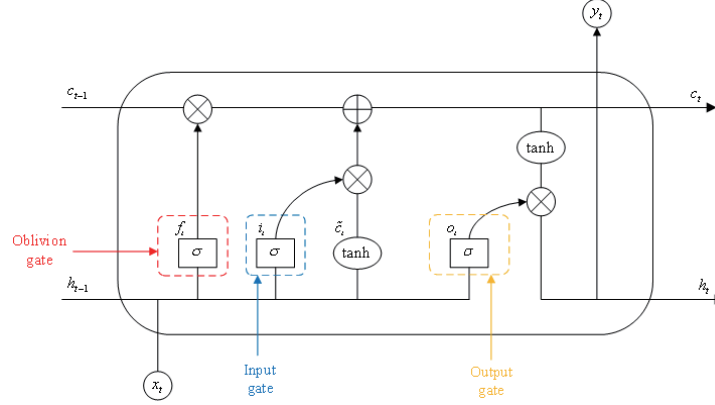 y_t
c_{t-1}
c_t
tanh
f_t
i_t
c̃_t
o_t
σ
σ
tanh
σ
Oblivion
gate
h_{t-1}
h_t
x_t
Input
gate
Output
gate